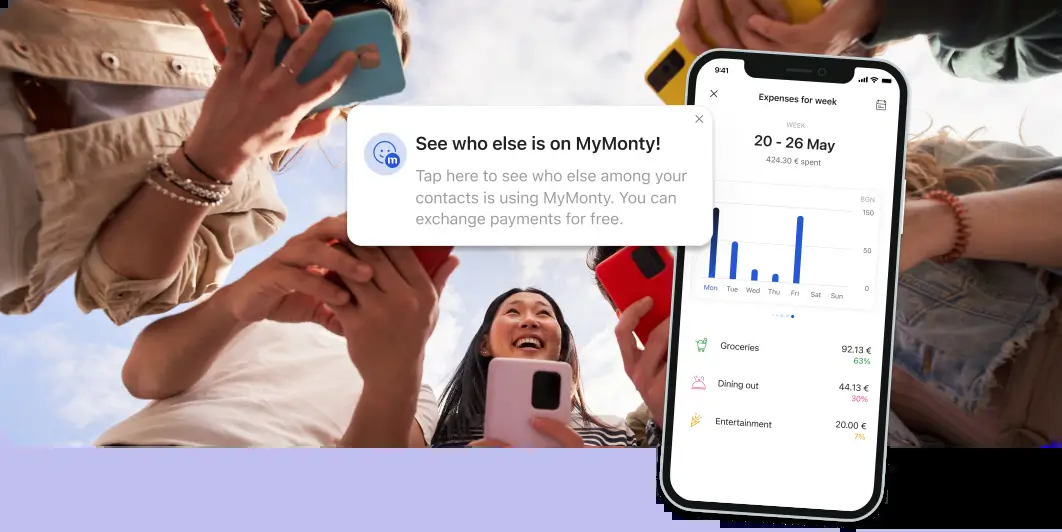 See who else is on MyMonty!
Tap here to see who else among your
contacts is using MyMonty. You can
exchange payments for free.
m
9:41
Expenses for week
WEEK
20 - 26 May
424.30 € spent
BGN
150
50
0
Mon Tue Wed Thu Fri Sat Sun
Groceries 92.13 €
63%
Dining out 44.13 €
30%
Entertainment 20.00 €
7%